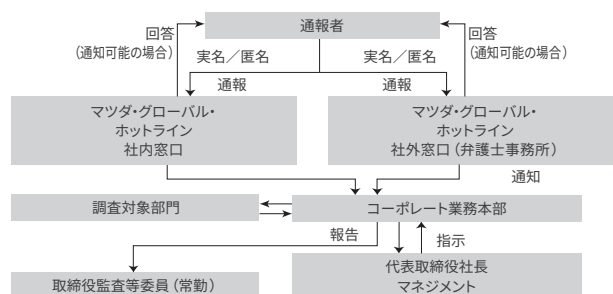 通報者
回答
(通知可能の場合)
実名／匿名
実名／匿名
回答
(通知可能の場合)
通報
通報
マツダ・グローバル・
ホットライン
社内窓口
マツダ・グローバル・
ホットライン
社外窓口(弁護士事務所)
通知
調査対象部門
コーポレート業務本部
報告
指示
取締役監査等委員(常勤)
代表取締役社長
マネジメント